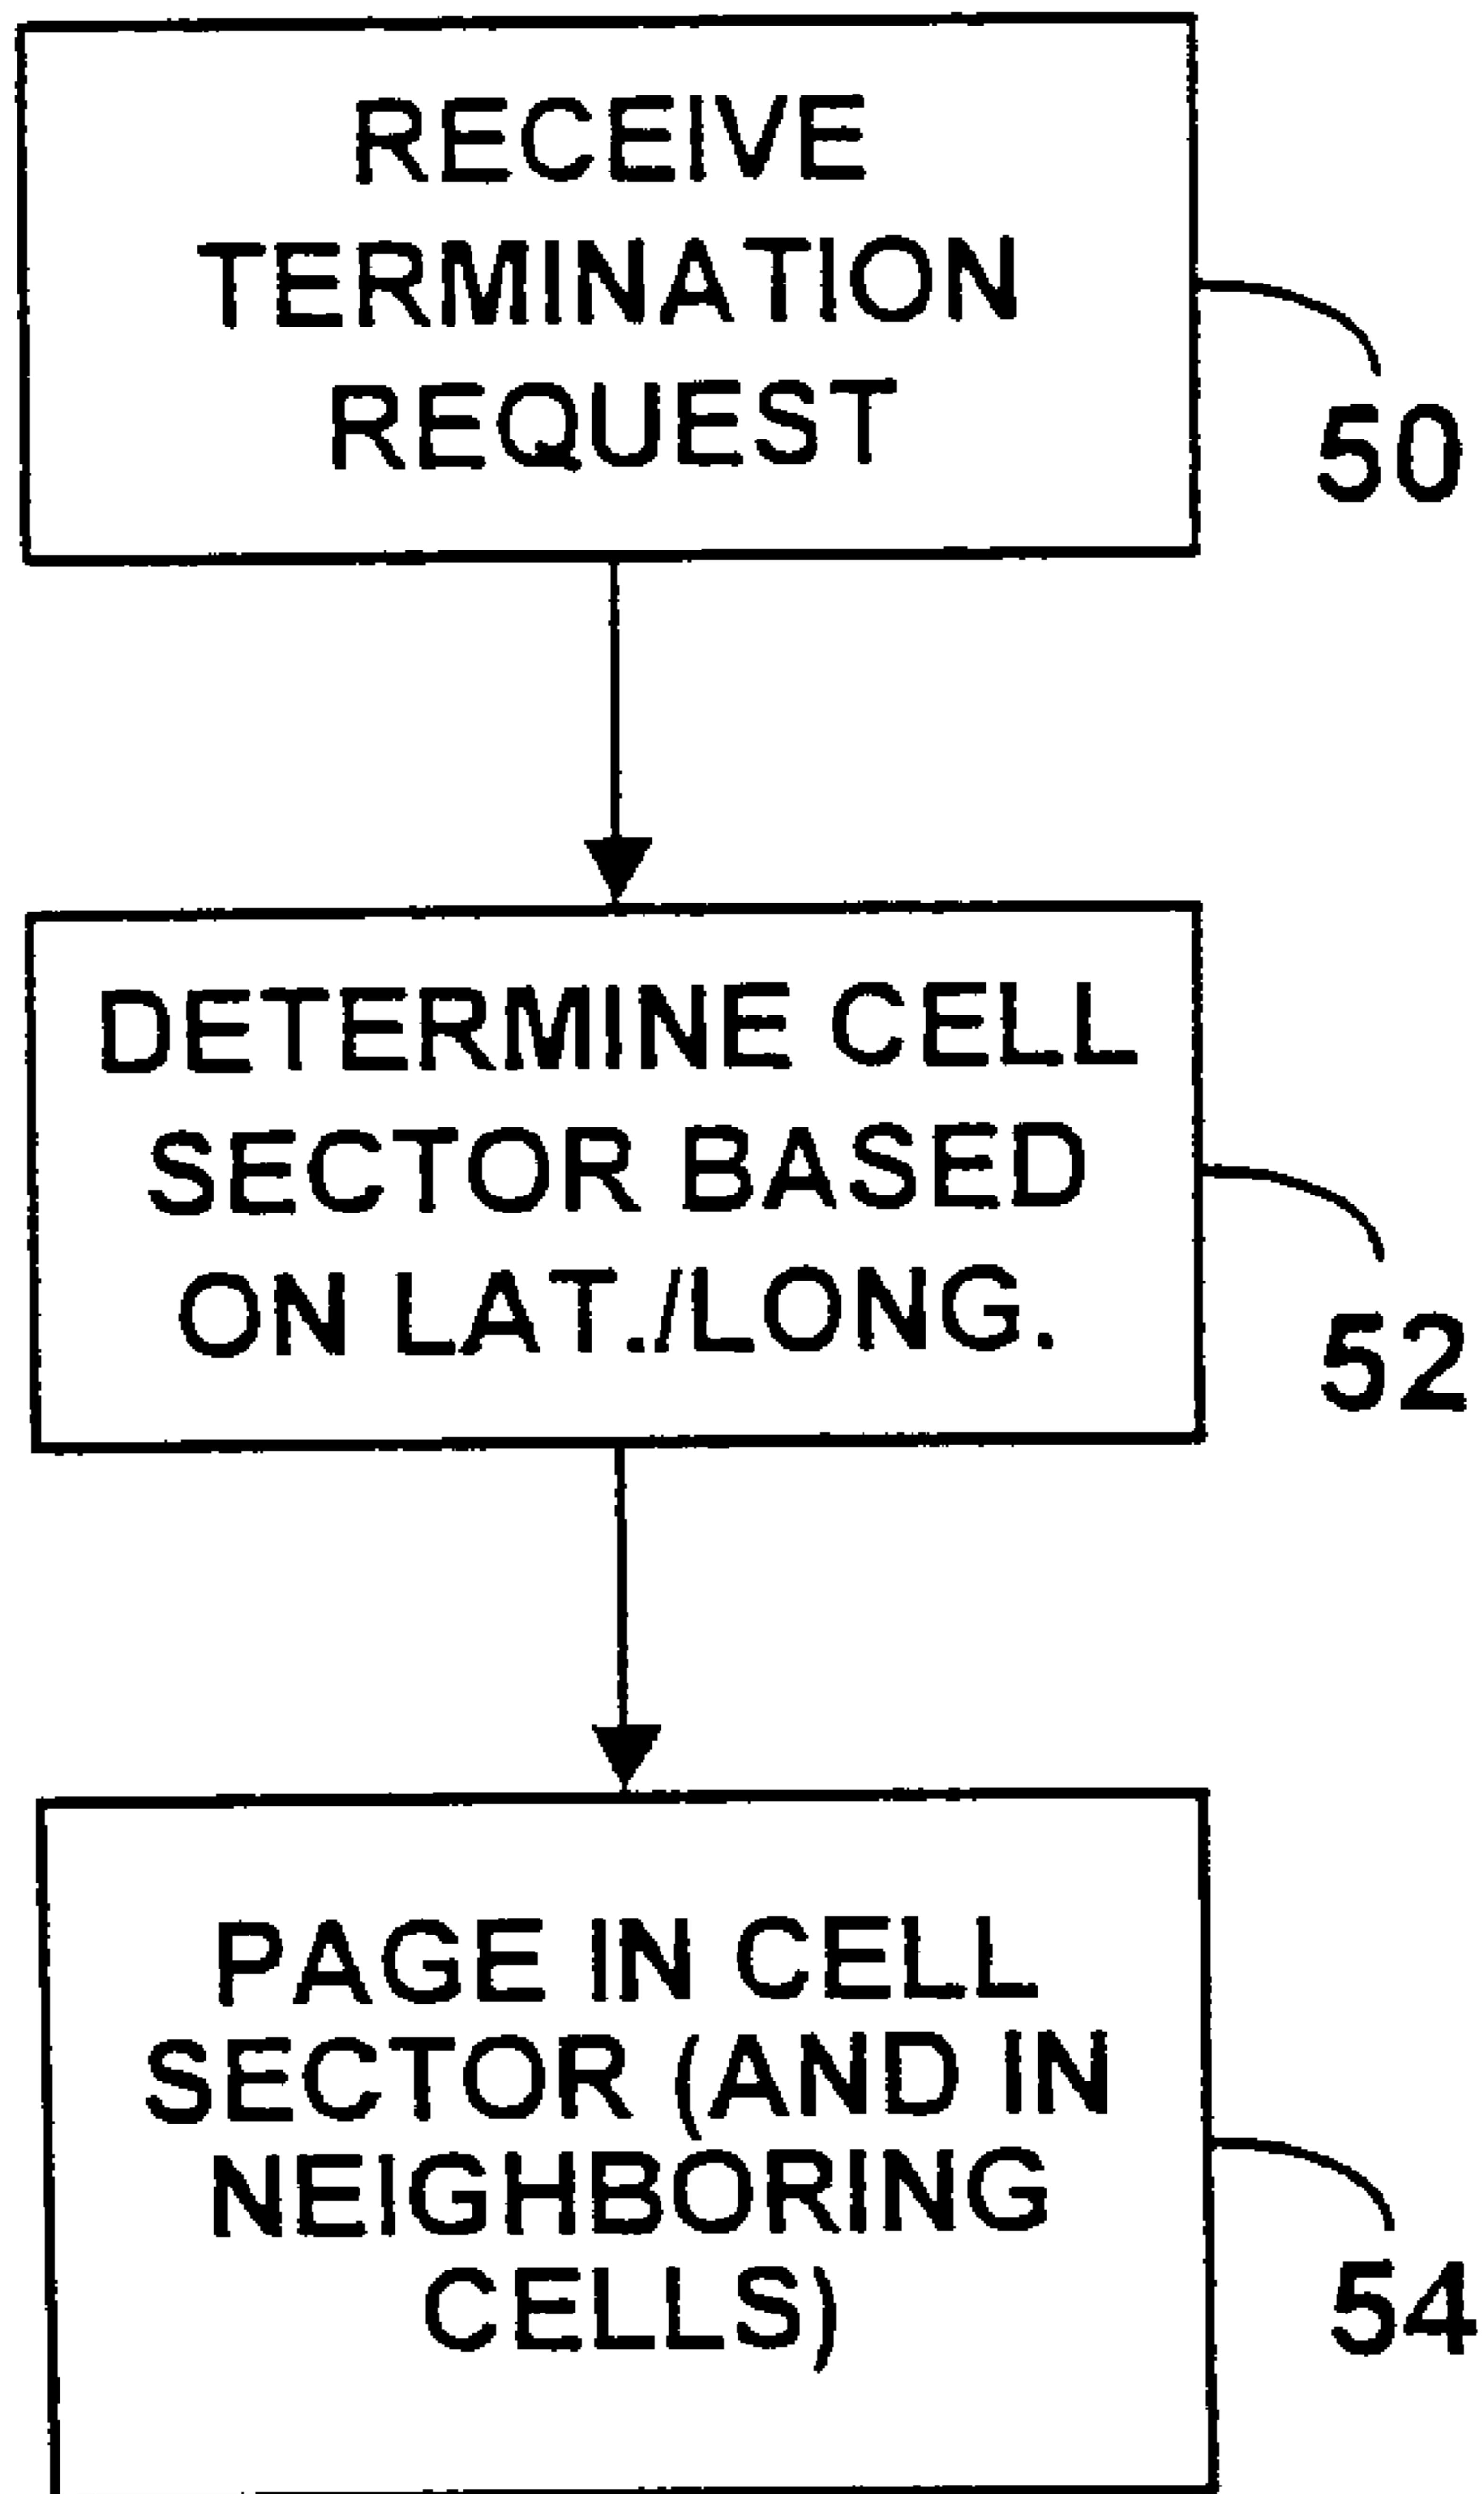 RECEIVE
TERMINATION
REQUEST
50
DETERMINE CELL
SECTOR BASED
ON LAT./LONG.
52
PAGE IN CELL
SECTOR (AND IN
NEIGHBORING
CELLS)
54